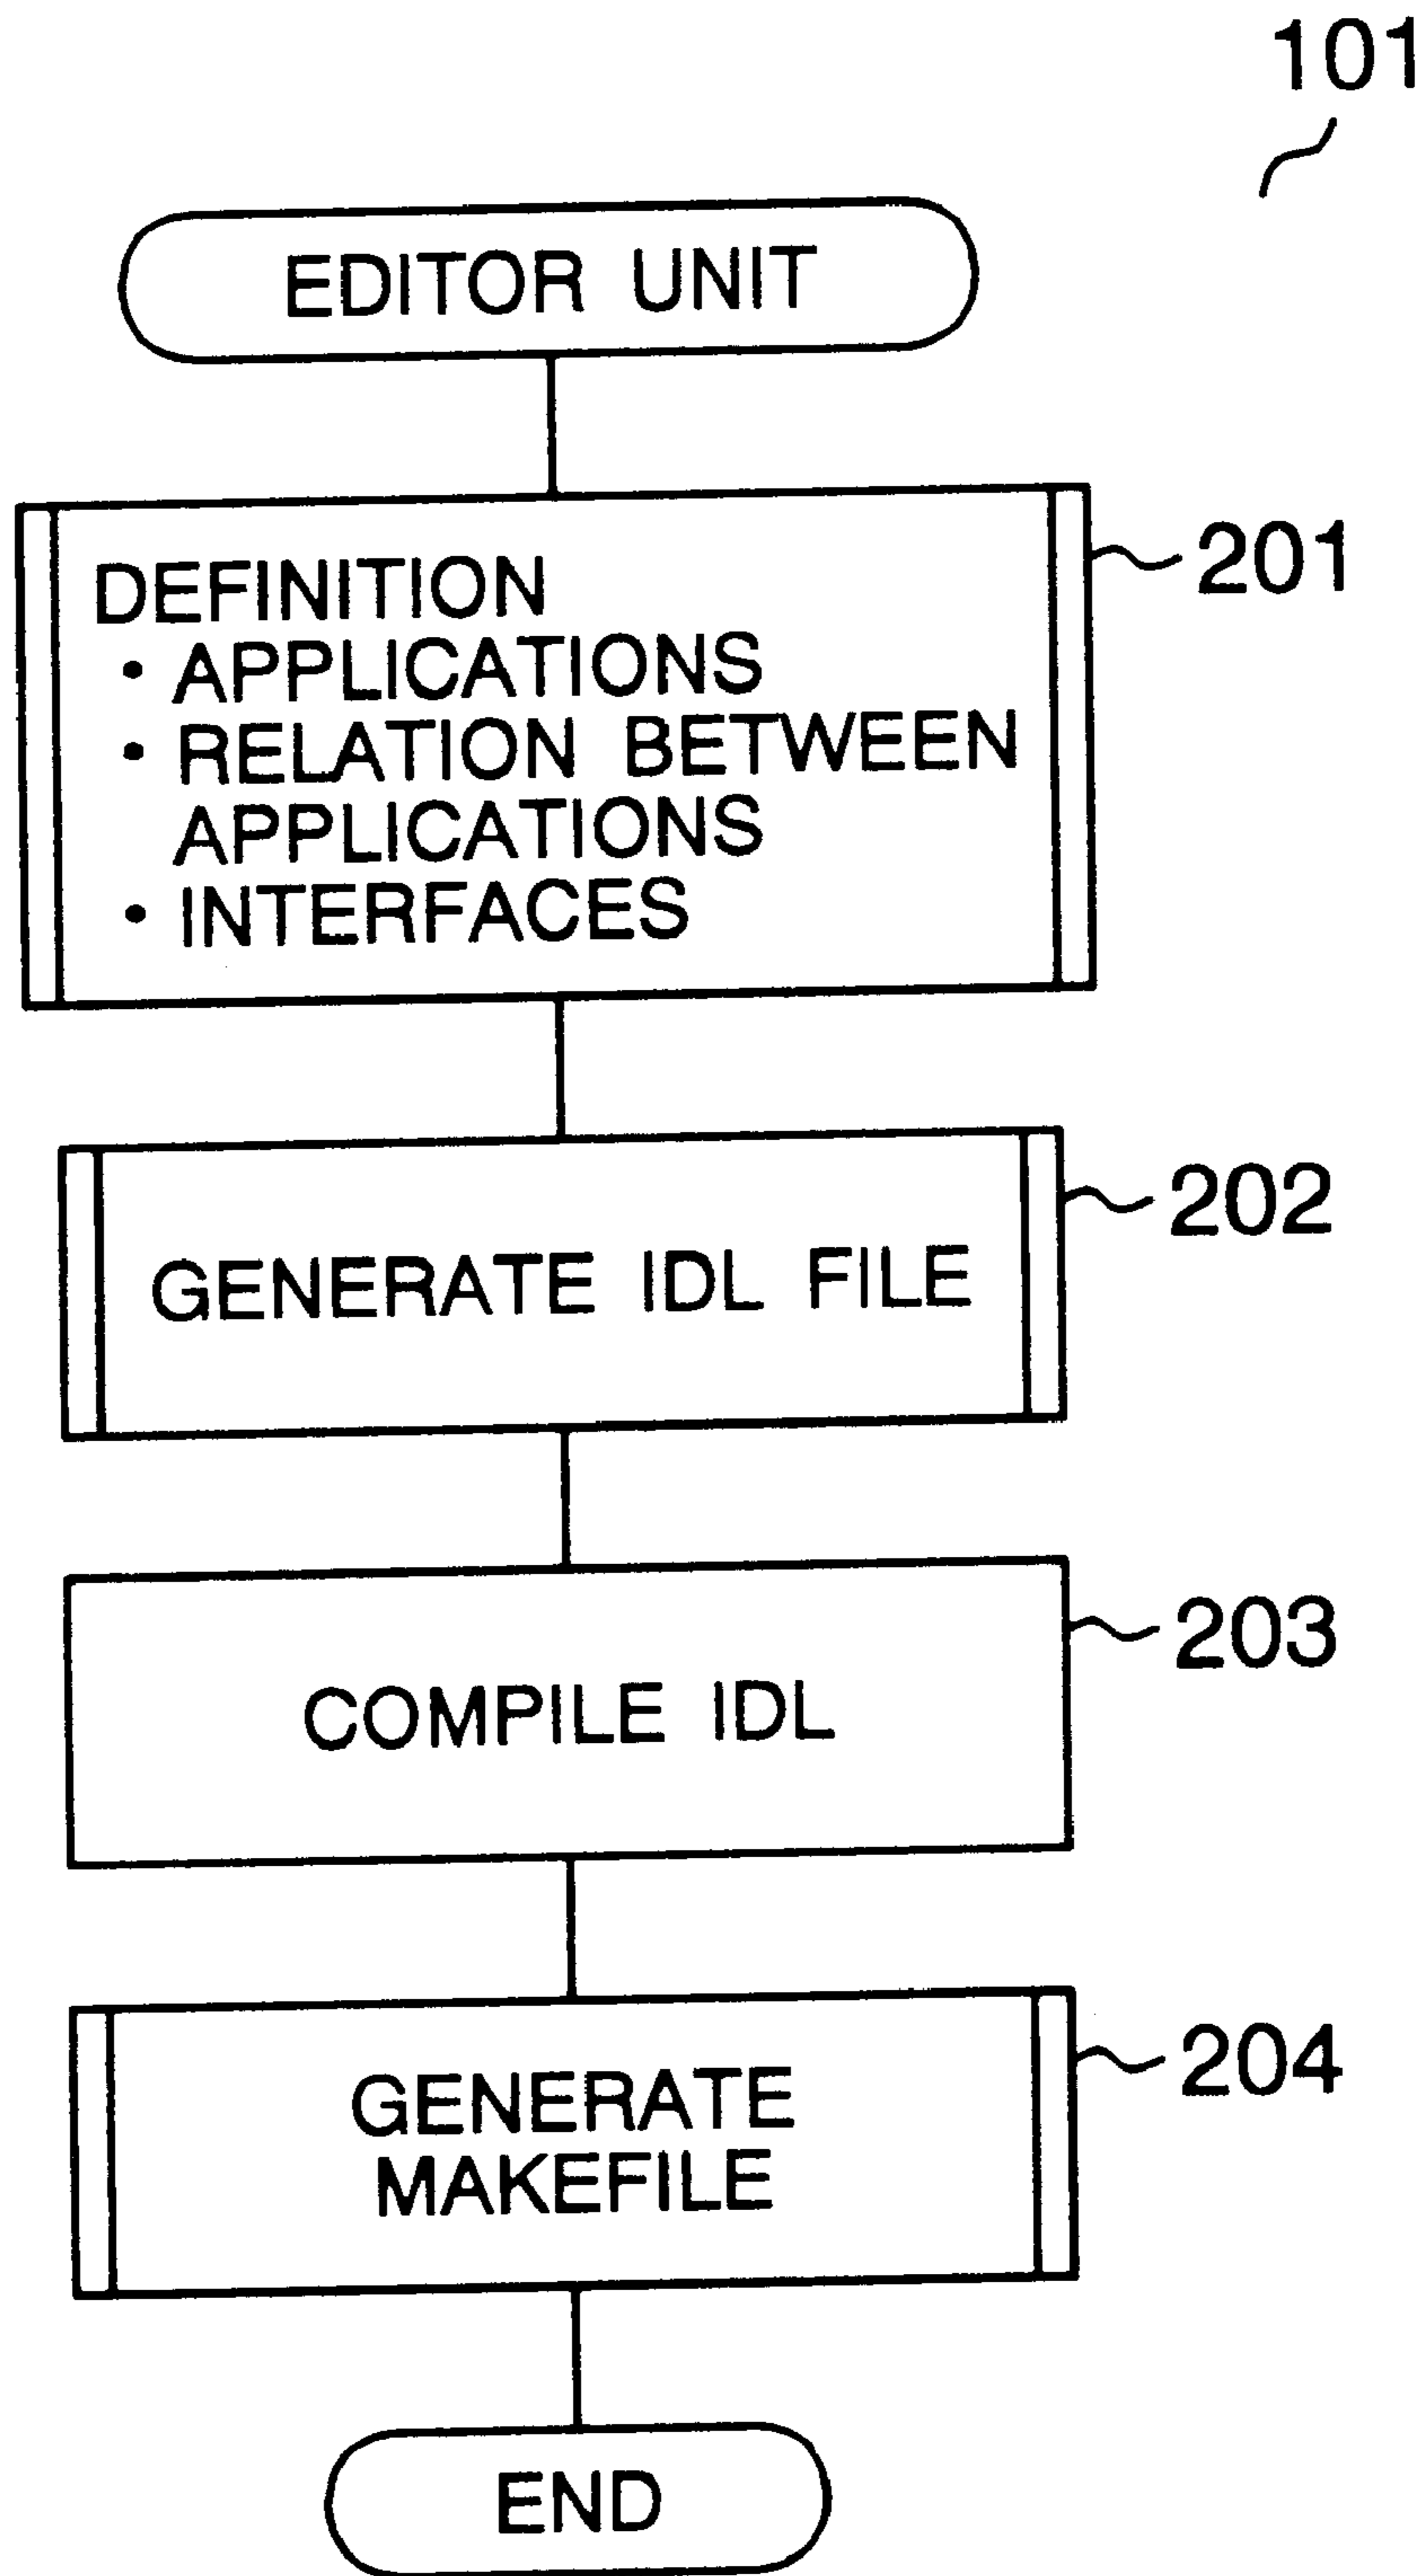 101
EDITOR UNIT
DEFINITION
• APPLICATIONS
• RELATION BETWEEN
APPLICATIONS
• INTERFACES
201
GENERATE IDL FILE
202
COMPILE IDL
203
GENERATE
MAKEFILE
204
END